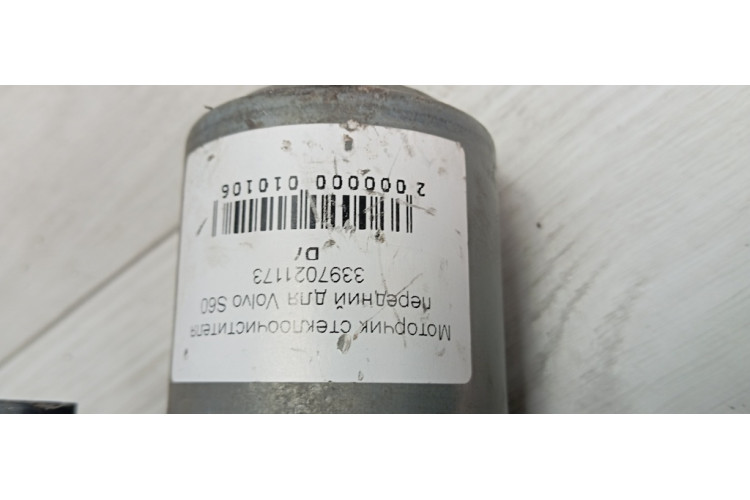 Моторчик стеклоочистителя
передний для Volvo S60
3397021173
2 000000 010106